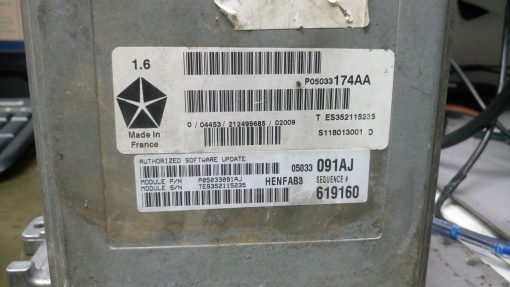 1.6
P05033174AA
0 / 04453 / 212499685 / 02009
T ES352115235
S118013001 D
Made In
France
AUTHORIZED SOFTWARE UPDATE
05033 091AJ
MODULE P/N P05033091AJ
HENFAB3 SEQUENCE #
MODULE S/N TES352115235
619160